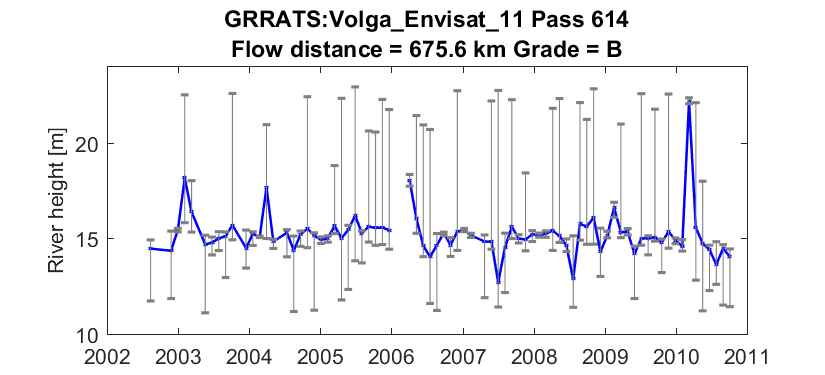 GRRATS:Volga_Envisat_11 Pass 614
Flow distance = 675.6 km Grade = B
River height [m]
20
15
10
2002 2003 2004 2005 2006 2007 2008 2009 2010 2011